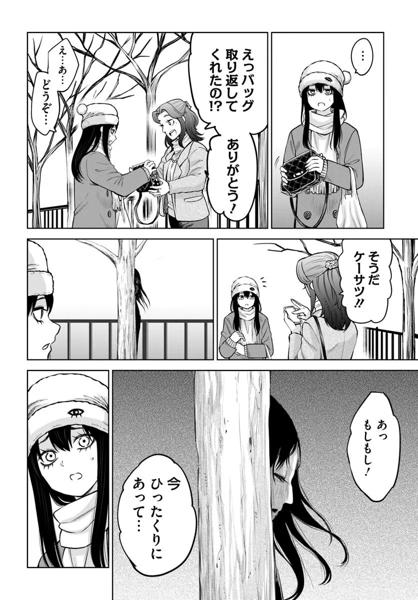 …え
えっバッグ
取り返して
くれたの!?
ありがとう!
え…あ…
どうぞ…
そうだ
ケーサツ!!
あっ
もしもし!
今
ひったくりに
あって…